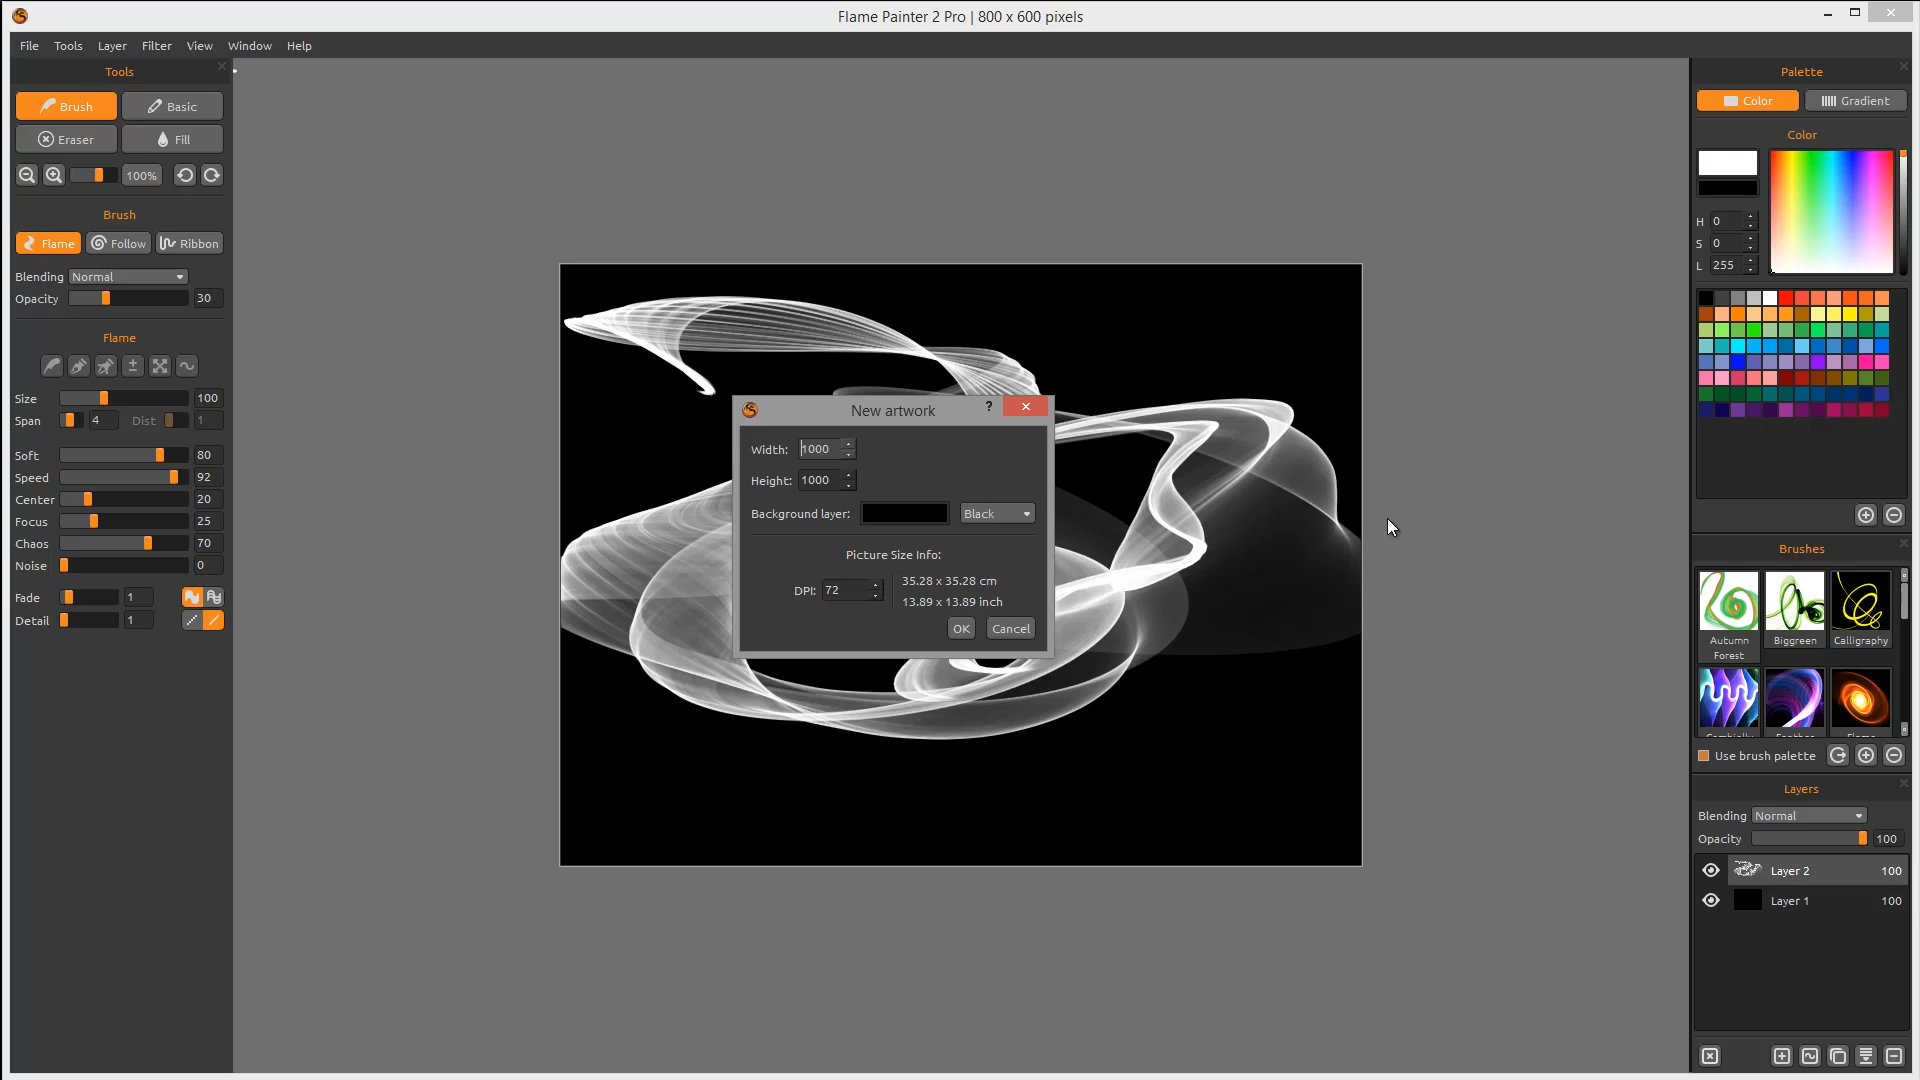 Flame Painter 2 Pro | 800 x 600 pixels
File Tools Layer Filter View Window Help
Tools
Brush Basic
Eraser Fill
100%
Brush
Flame Follow Ribbon
Blending Normal
Opacity 30
Flame
Size 100
Span 4 Dist 1
Soft 80
Speed 92
Center 20
Focus 25
Chaos 70
Noise 0
Fade 1
Detail 1
New artwork ?
Width: 1000
Height: 1000
Background layer: Black
Picture Size Info:
DPI: 72
35.28 x 35.28 cm
13.89 x 13.89 inch
OK Cancel
Palette
Color Gradient
Color
H 0
S 0
L 255
Brushes
Autumn Forest
Biggreen
Calligraphy
Use brush palette
Layers
Blending Normal
Opacity 100
Layer 2 100
Layer 1 100